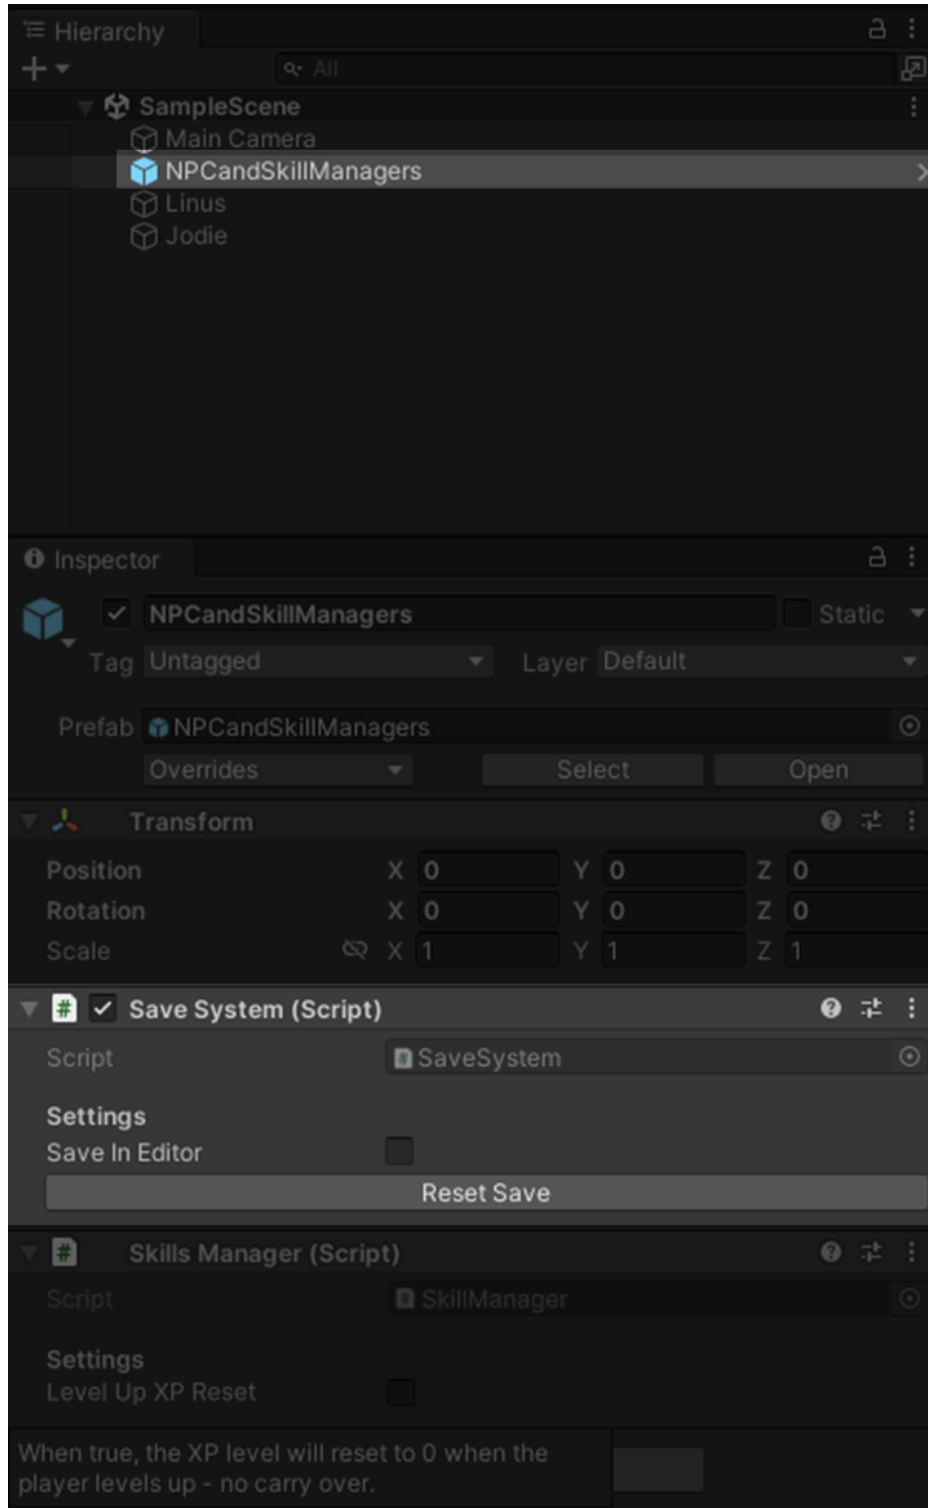 Hierarchy
All
SampleScene
Main Camera
NPCandSkillManagers
Linus
Jodie
Inspector
NPCandSkillManagers Static
Tag Untagged Layer Default
Prefab NPCandSkillManagers
Overrides Select Open
Transform
Position X 0 Y 0 Z 0
Rotation X 0 Y 0 Z 0
Scale X 1 Y 1 Z 1
# Save System (Script)
Script # SaveSystem
Settings
Save In Editor
Reset Save
# Skills Manager (Script)
Script # SkillManager
Settings
Level Up XP Reset
When true, the XP level will reset to 0 when the
player levels up - no carry over.